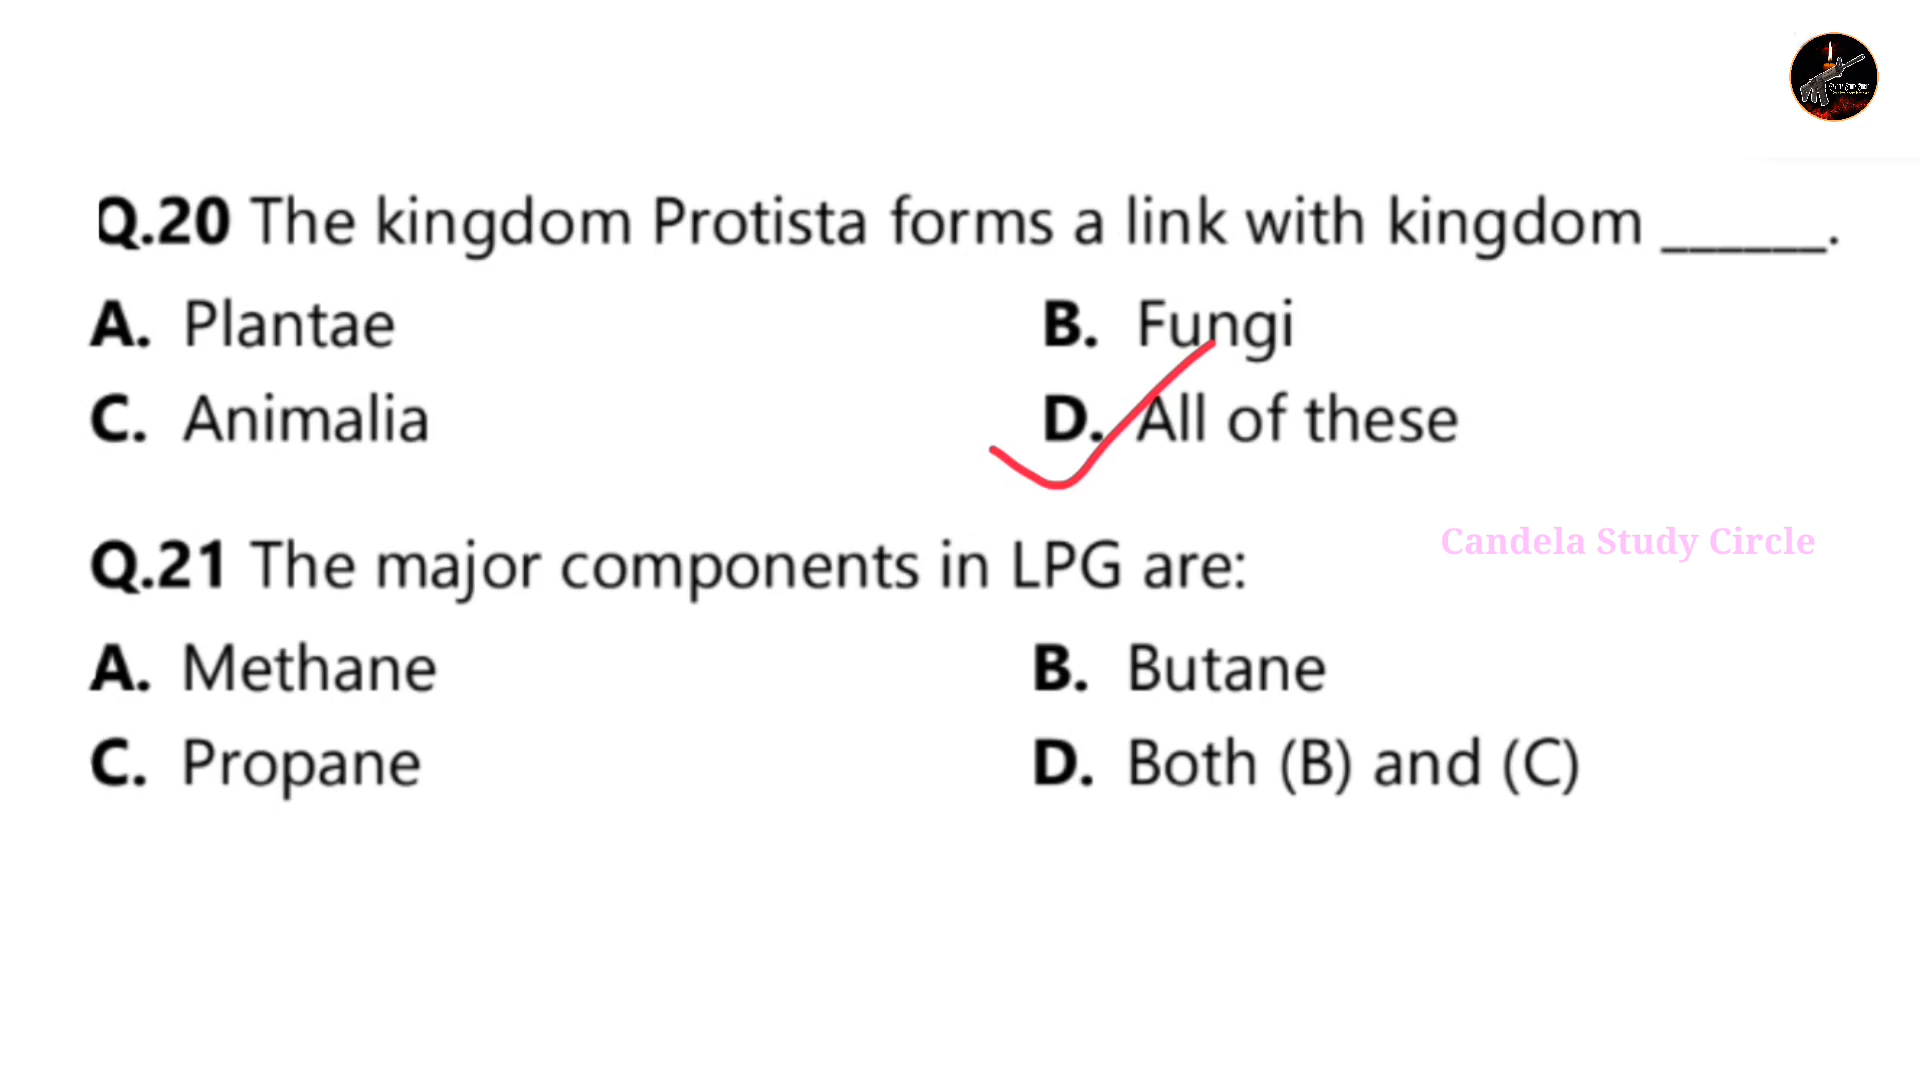 Q.20 The kingdom Protista forms a link with kingdom ______.
A. Plantae B. Fungi
C. Animalia D. All of these
Candela Study Circle
Q.21 The major components in LPG are:
A. Methane B. Butane
C. Propane D. Both (B) and (C)